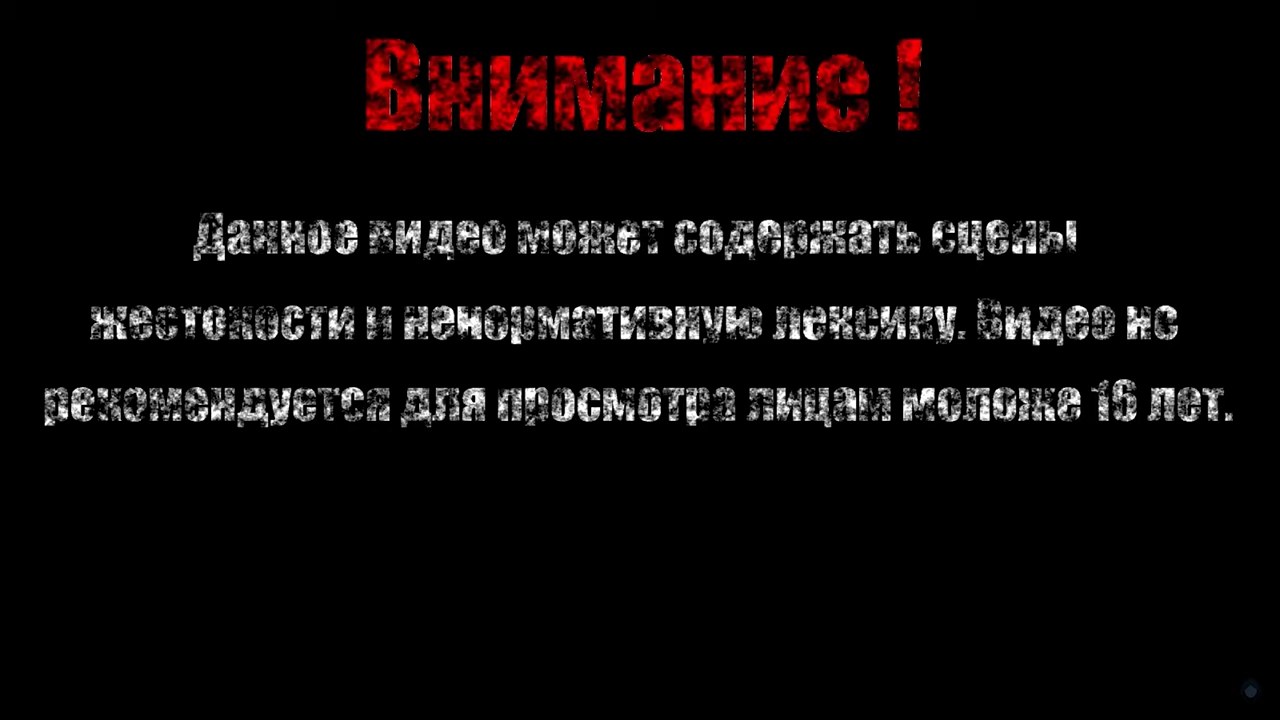 Внимание !
Данное видео может содержать сцены
жестокости и ненормативную лексику. Видео не
рекомендуется для просмотра лицам моложе 16 лет.